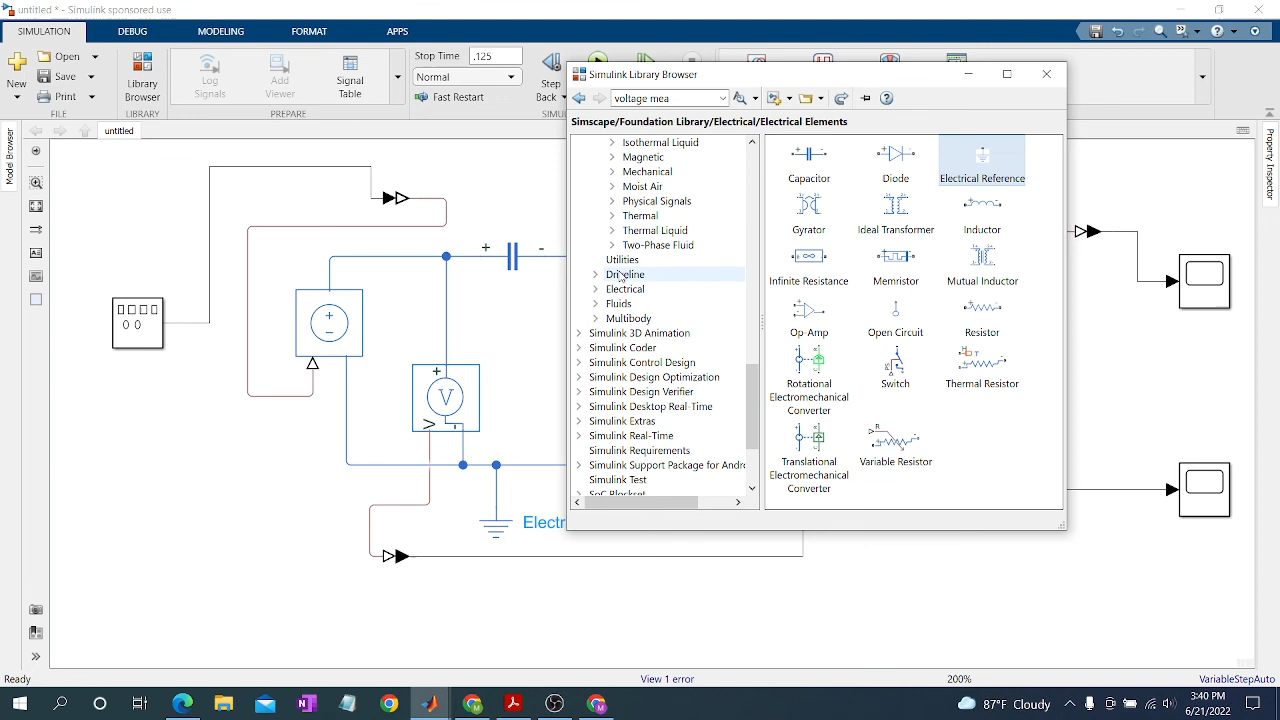 untitled * - Simulink sponsored use
SIMULATION
DEBUG
MODELING
FORMAT
APPS
New
Open
Save
Print
FILE
Library
Browser
LIBRARY
Log
Signals
Add
Viewer
Signal
Table
PREPARE
Stop Time
.125
Normal
Fast Restart
Step
Back
Model Browser
untitled
Property Inspector
Simulink Library Browser
voltage mea
Simscape/Foundation Library/Electrical/Electrical Elements
Isothermal Liquid
Magnetic
Mechanical
Moist Air
Physical Signals
Thermal
Thermal Liquid
Two-Phase Fluid
Utilities
Driveline
Electrical
Fluids
Multibody
Simulink 3D Animation
Simulink Coder
Simulink Control Design
Simulink Design Optimization
Simulink Design Verifier
Simulink Desktop Real-Time
Simulink Extras
Simulink Real-Time
Simulink Requirements
Simulink Support Package for Andro
Simulink Test
SoC Blockset
Capacitor
Diode
Electrical Reference
Gyrator
Ideal Transformer
Inductor
Infinite Resistance
Memristor
Mutual Inductor
Op-Amp
Open Circuit
Resistor
Rotational
Electromechanical
Converter
Switch
Thermal Resistor
Translational
Electromechanical
Converter
Variable Resistor
+
-
+
-
+
V
V
-
Electr
Ready
View 1 error
200%
VariableStepAuto
87°F Cloudy
3:40 PM
6/21/2022